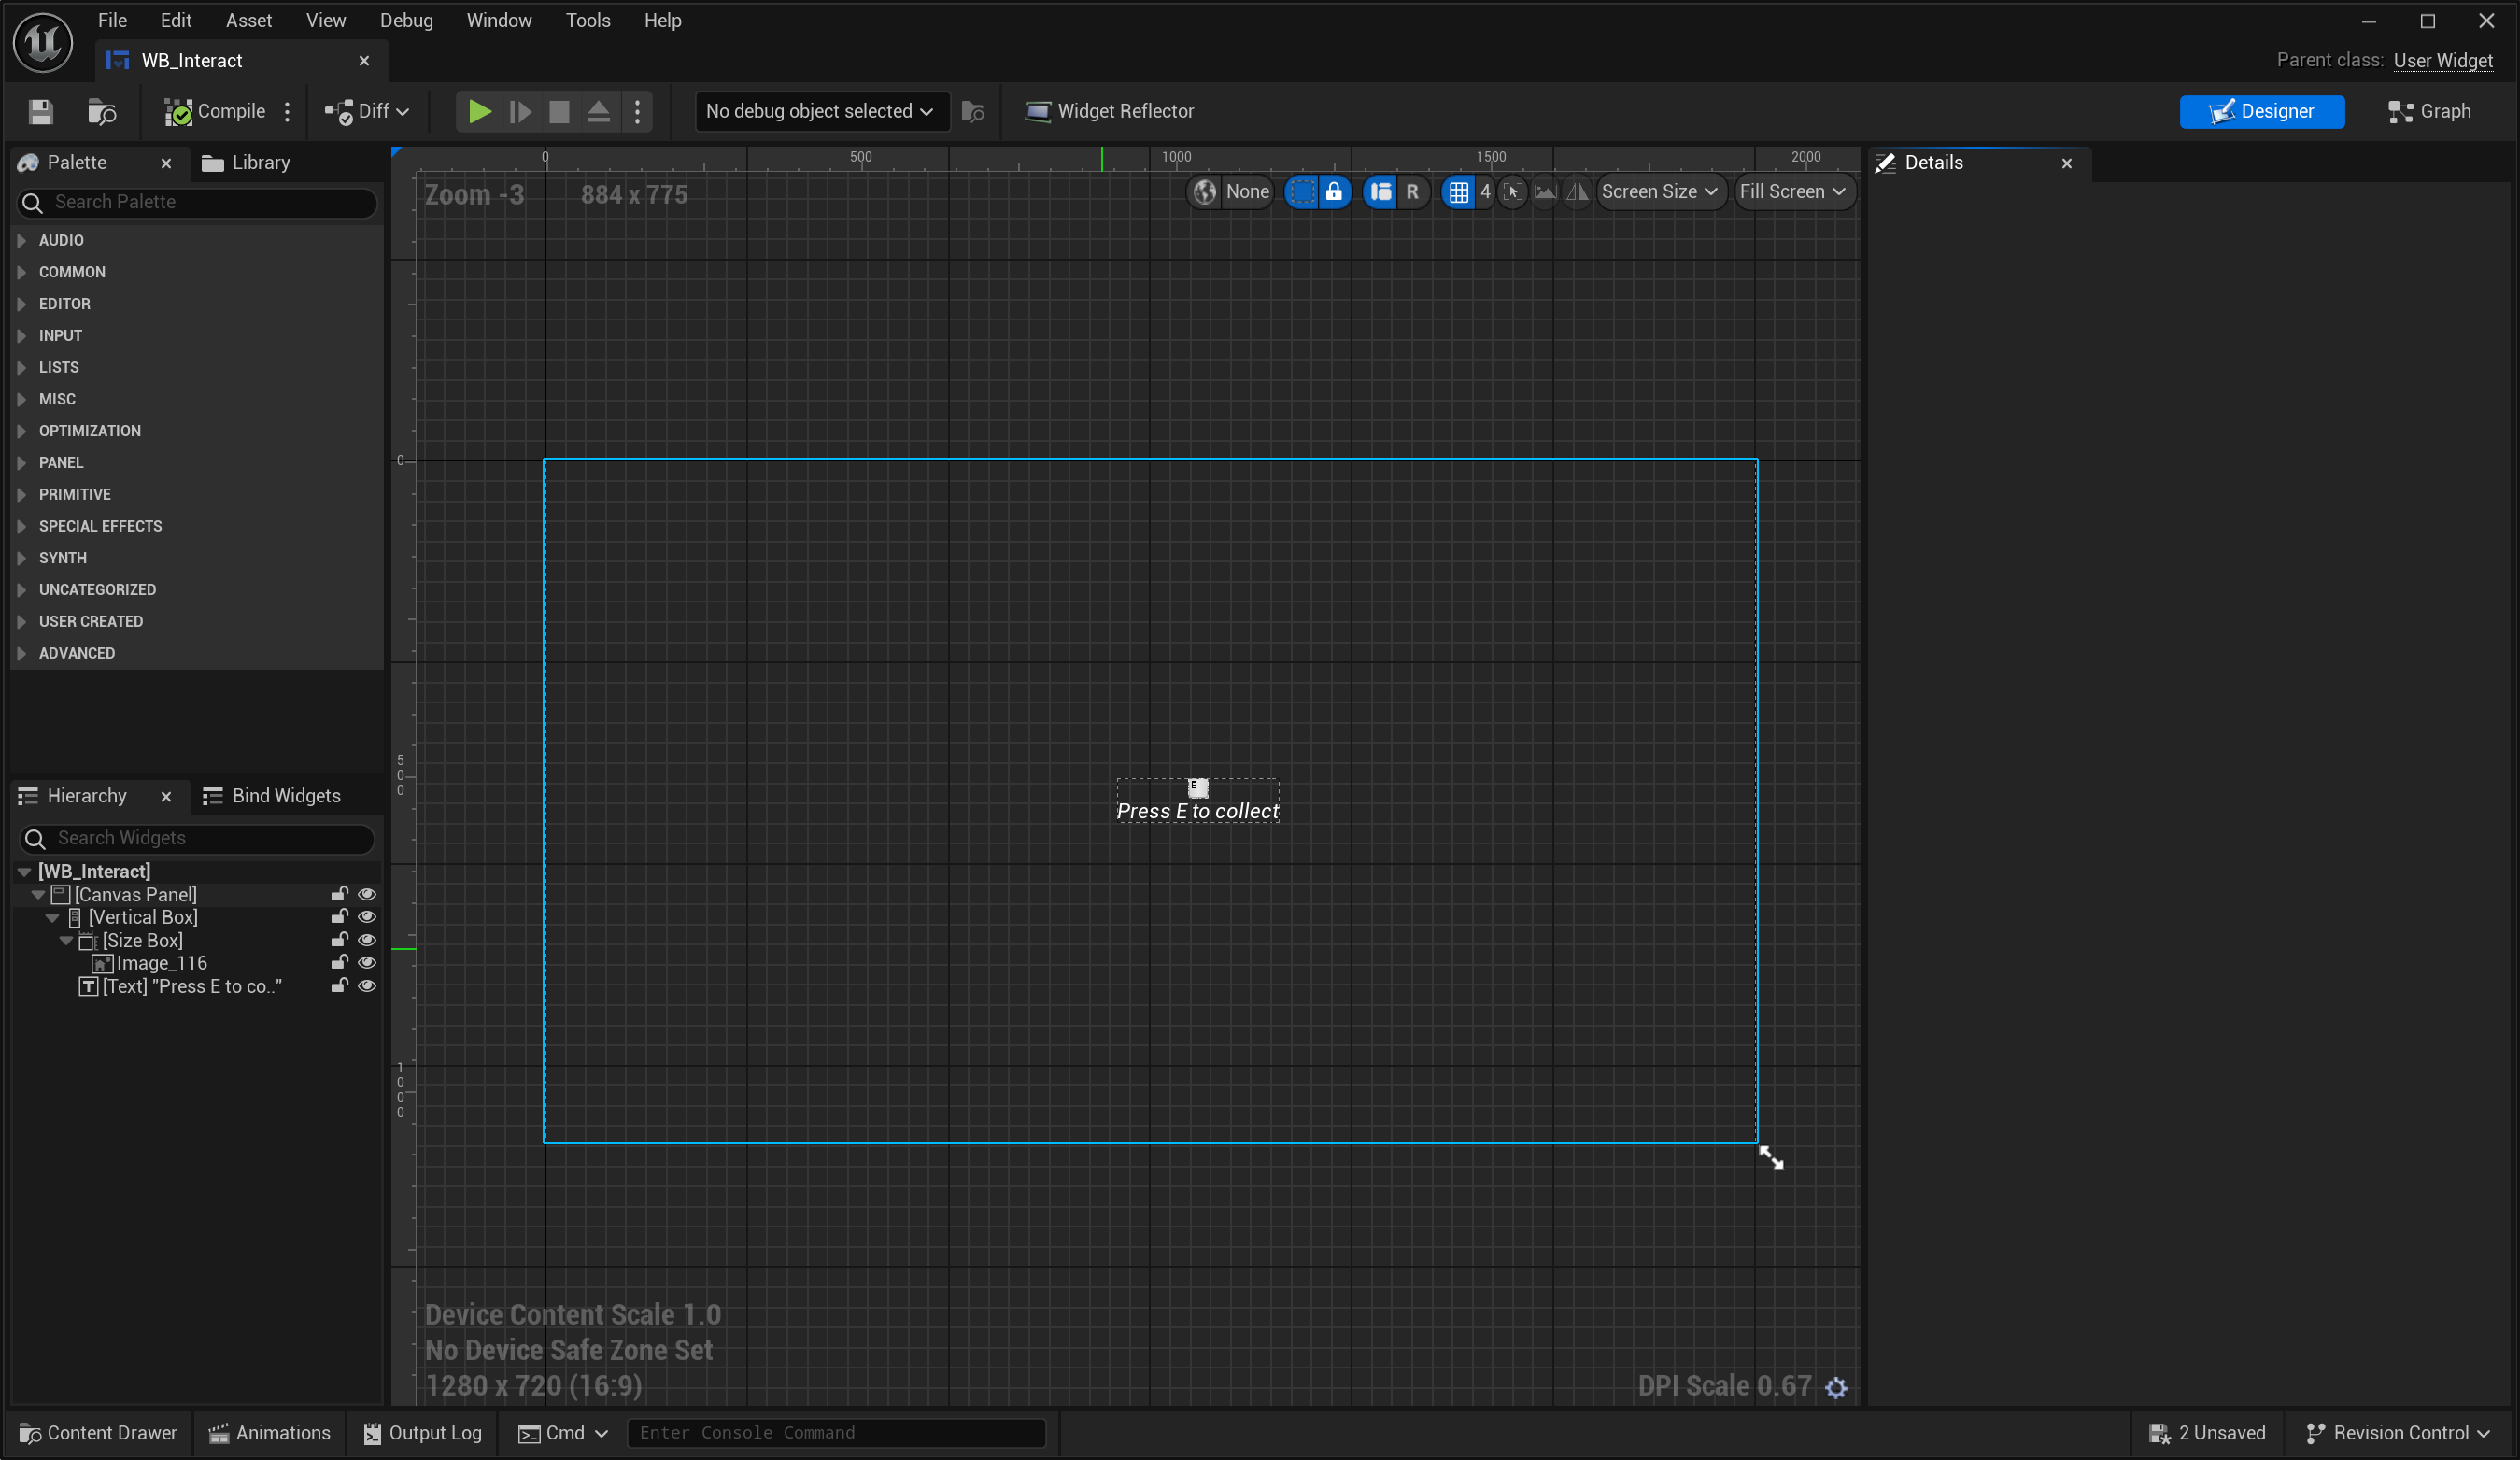 File Edit Asset View Debug Window Tools Help
WB_Interact
Parent class: User Widget
Compile Diff No debug object selected Widget Reflector Designer Graph
Palette Library
Search Palette
AUDIO
COMMON
EDITOR
INPUT
LISTS
MISC
OPTIMIZATION
PANEL
PRIMITIVE
SPECIAL EFFECTS
SYNTH
UNCATEGORIZED
USER CREATED
ADVANCED
Hierarchy Bind Widgets
Search Widgets
[WB_Interact]
[Canvas Panel]
[Vertical Box]
[Size Box]
Image_116
[Text] "Press E to co.."
0 500 1000 1500 2000
Zoom -3 884 x 775 None R 4 Screen Size Fill Screen
0
500
1000
E
Press E to collect
Device Content Scale 1.0
No Device Safe Zone Set
1280 x 720 (16:9)
DPI Scale 0.67
Details
Content Drawer Animations Output Log Cmd Enter Console Command 2 Unsaved Revision Control